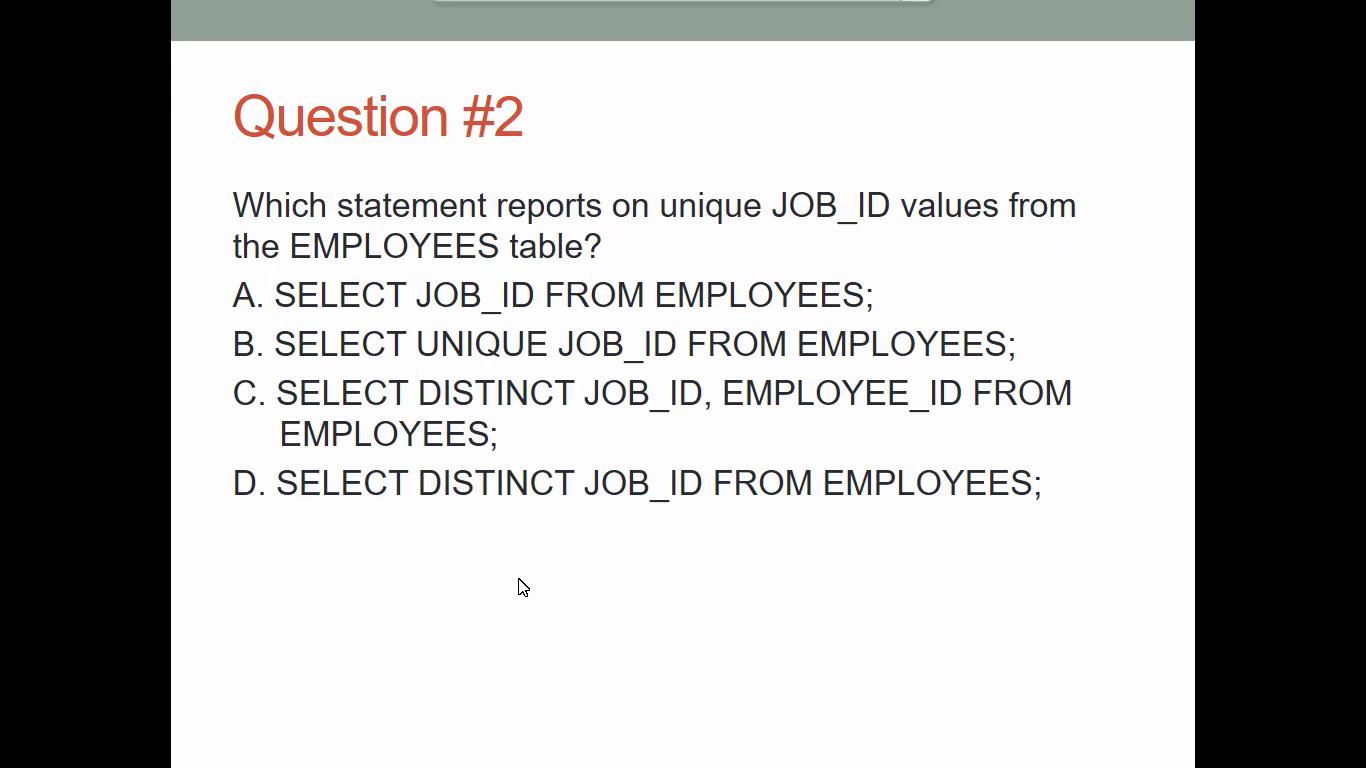 Question #2
Which statement reports on unique JOB_ID values from
the EMPLOYEES table?
A. SELECT JOB_ID FROM EMPLOYEES;
B. SELECT UNIQUE JOB_ID FROM EMPLOYEES;
C. SELECT DISTINCT JOB_ID, EMPLOYEE_ID FROM
EMPLOYEES;
D. SELECT DISTINCT JOB_ID FROM EMPLOYEES;